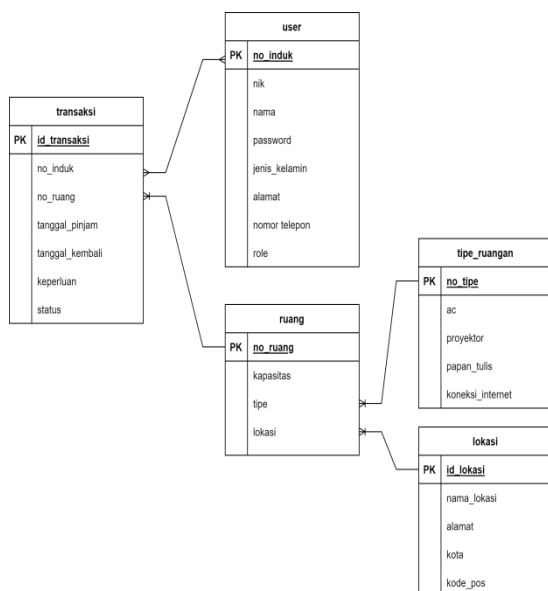 user
PK no_induk
nik
nama
password
jenis_kelamin
alamat
nomor telepon
role
transaksi
PK id_transaksi
no_induk
no_ruang
tanggal_pinjam
tanggal_kembali
keperluan
status
ruang
PK no_ruang
kapasitas
tipe
lokasi
tipe_ruangan
PK no_tipe
ac
proyektor
papan_tulis
koneksi_internet
lokasi
PK id_lokasi
nama_lokasi
alamat
kota
kode_pos